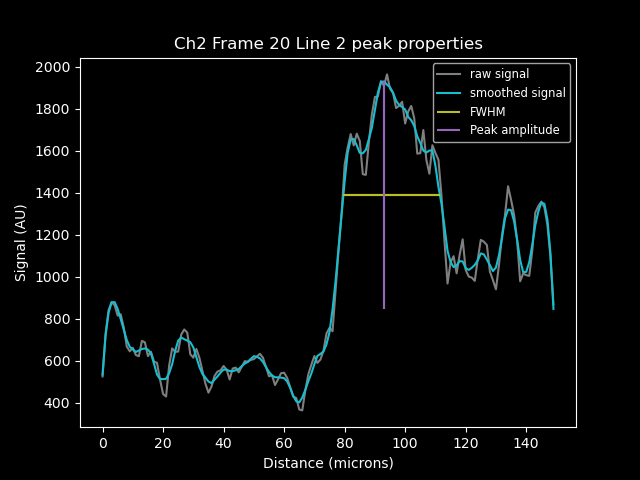 Ch2 Frame 20 Line 2 peak properties
raw signal
smoothed signal
FWHM
Peak amplitude
Signal (AU)
2000
1800
1600
1400
1200
1000
800
600
400
0 20 40 60 80 100 120 140
Distance (microns)